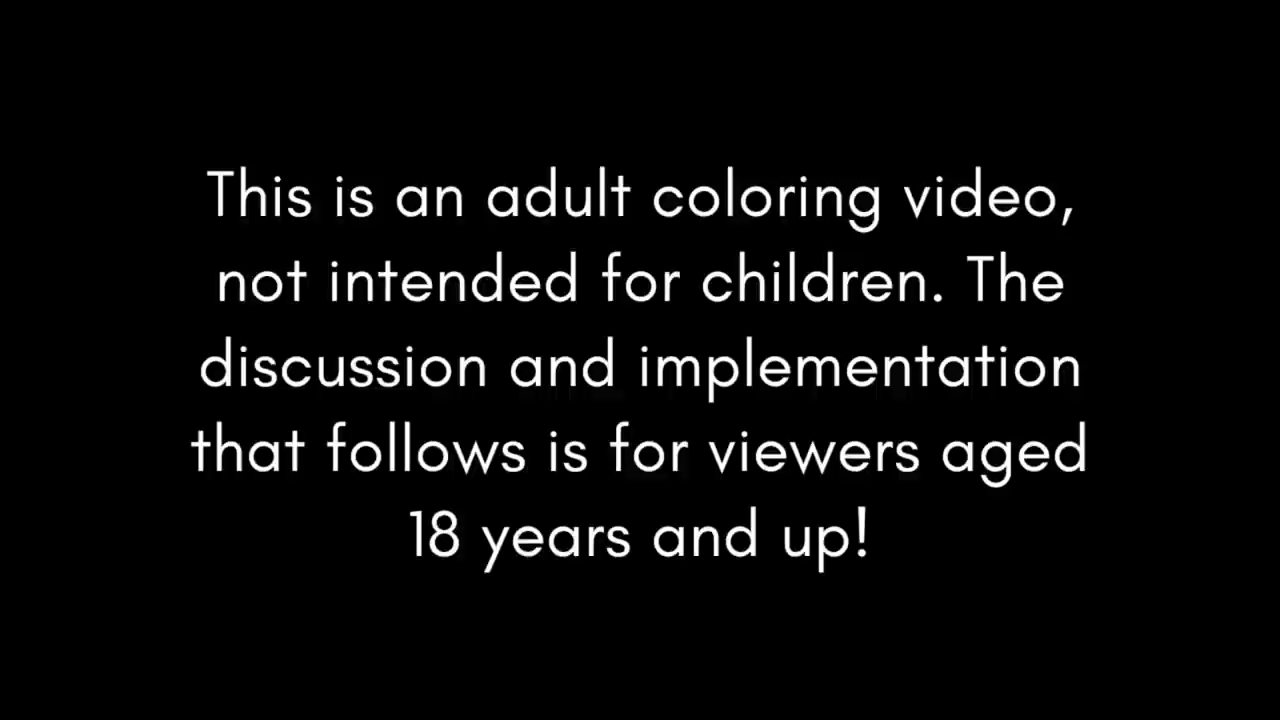 This is an adult coloring video,
not intended for children. The
discussion and implementation
that follows is for viewers aged
18 years and up!